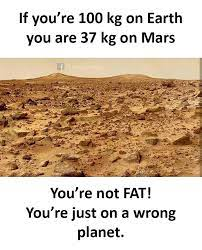 If you're 100 kg on Earth
you are 37 kg on Mars
You're not FAT!
You're just on a wrong
planet.